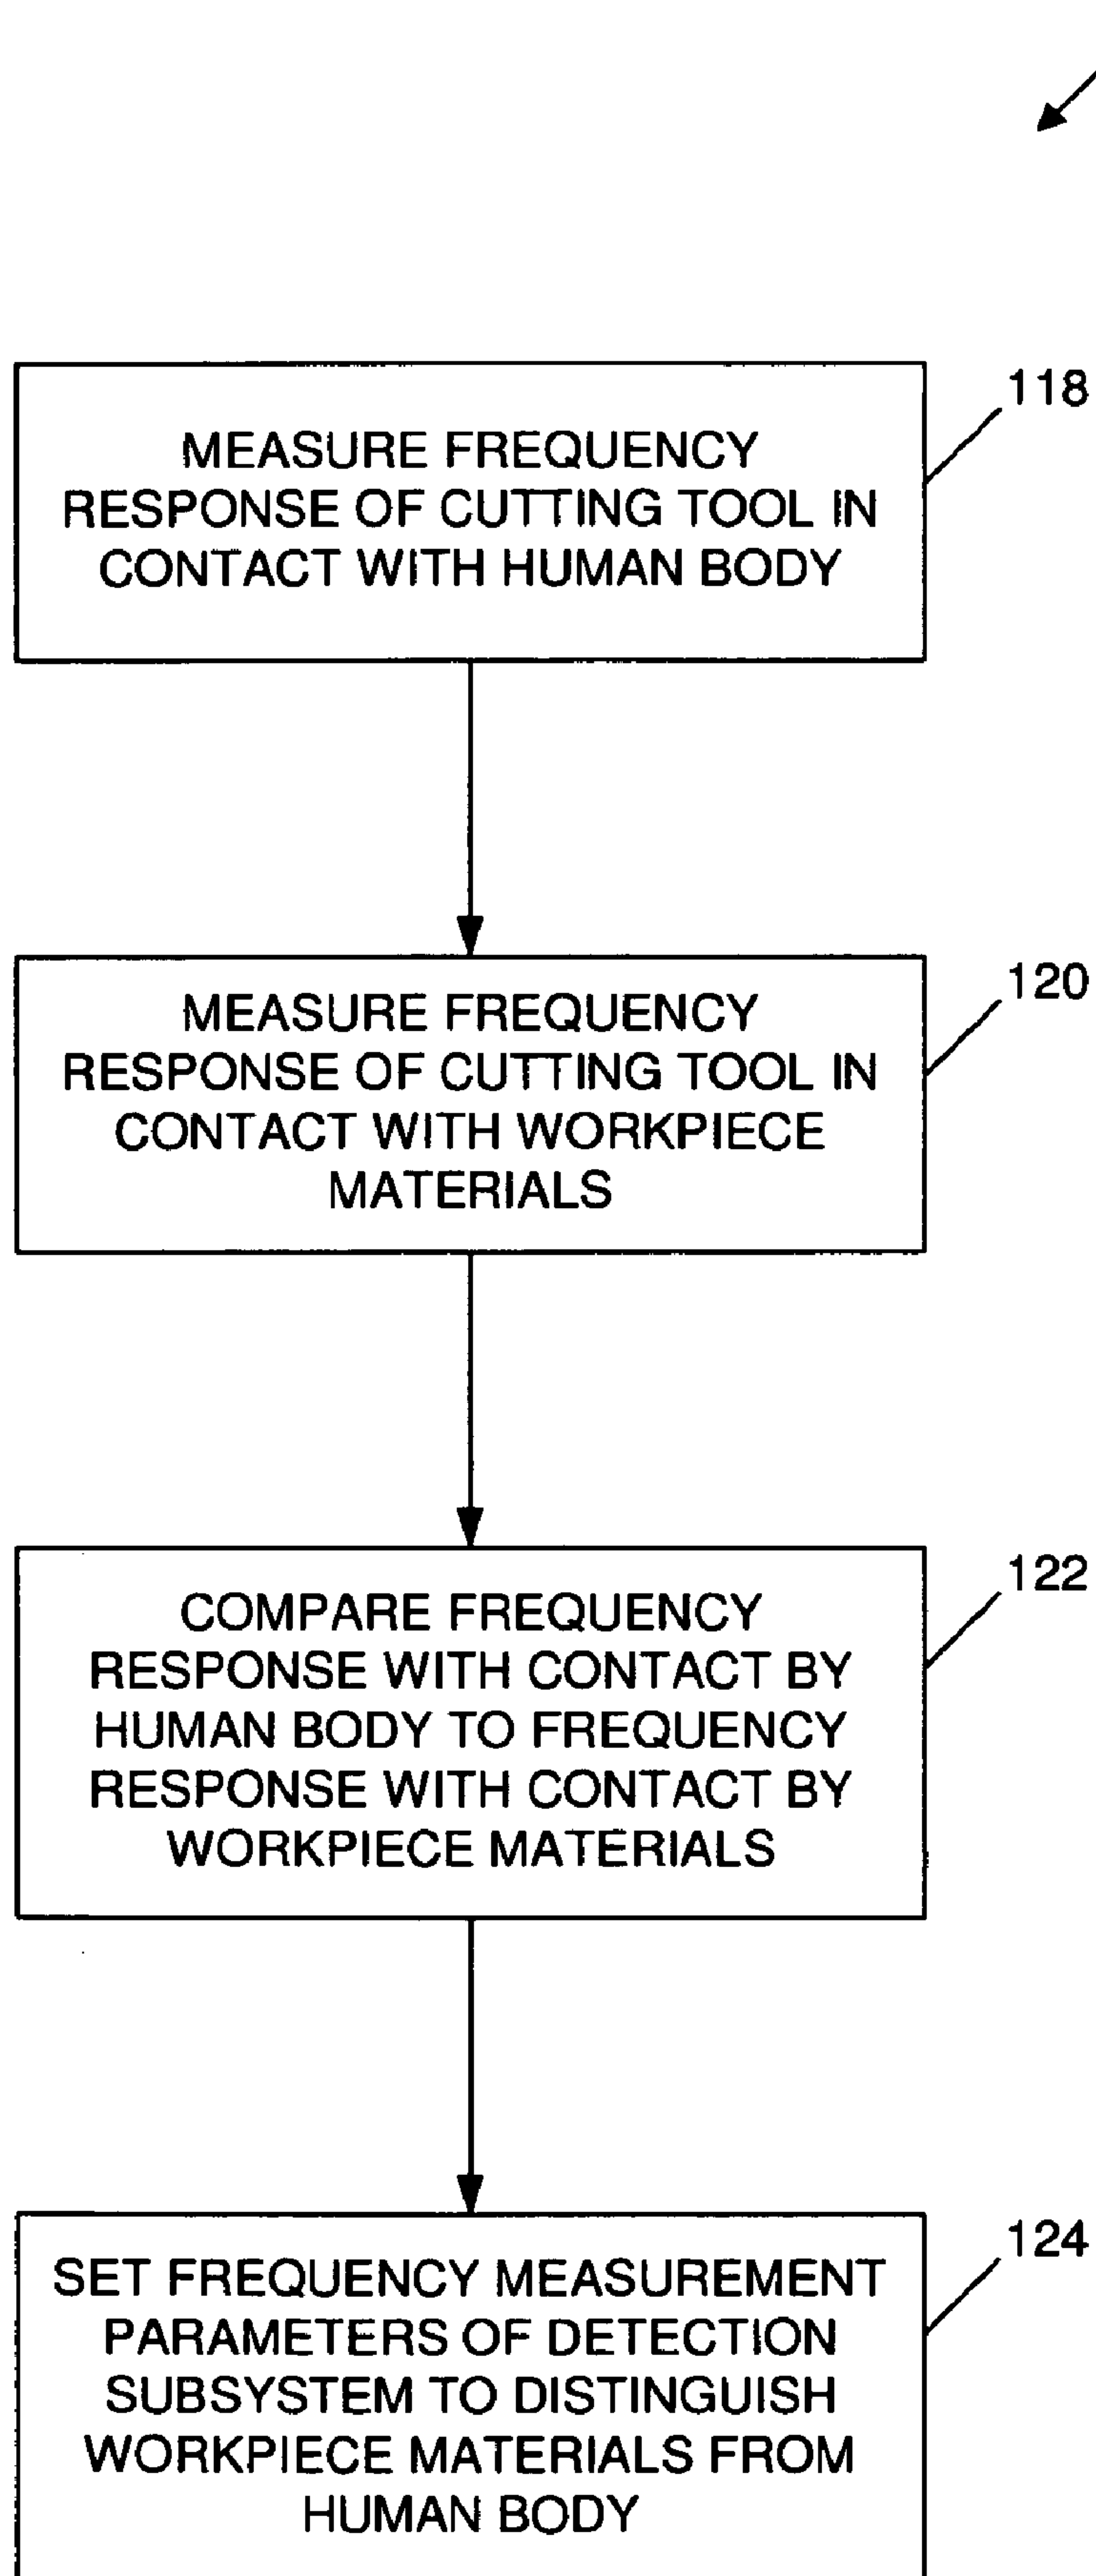 118
MEASURE FREQUENCY
RESPONSE OF CUTTING TOOL IN
CONTACT WITH HUMAN BODY
120
MEASURE FREQUENCY
RESPONSE OF CUTTING TOOL IN
CONTACT WITH WORKPIECE
MATERIALS
122
COMPARE FREQUENCY
RESPONSE WITH CONTACT BY
HUMAN BODY TO FREQUENCY
RESPONSE WITH CONTACT BY
WORKPIECE MATERIALS
124
SET FREQUENCY MEASUREMENT
PARAMETERS OF DETECTION
SUBSYSTEM TO DISTINGUISH
WORKPIECE MATERIALS FROM
HUMAN BODY